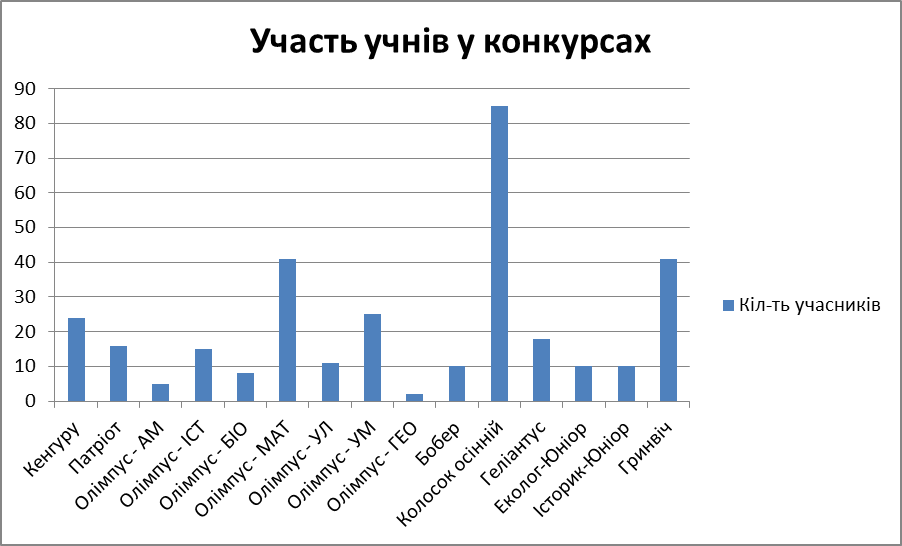 Участь учнів у конкурсах
90
80
70
60
50
40
30
20
10
0
Кенгуру
Патріот
Олімпус - АМ
Олімпус - ІСТ
Олімпус - БІО
Олімпус - МАТ
Олімпус - УЛ
Олімпус - УМ
Олімпус - ГЕО
Бобер
Колосок осінній
Геліантус
Еколог-Юніор
Історик-Юніор
Гринвіч
Кіл-ть учасників